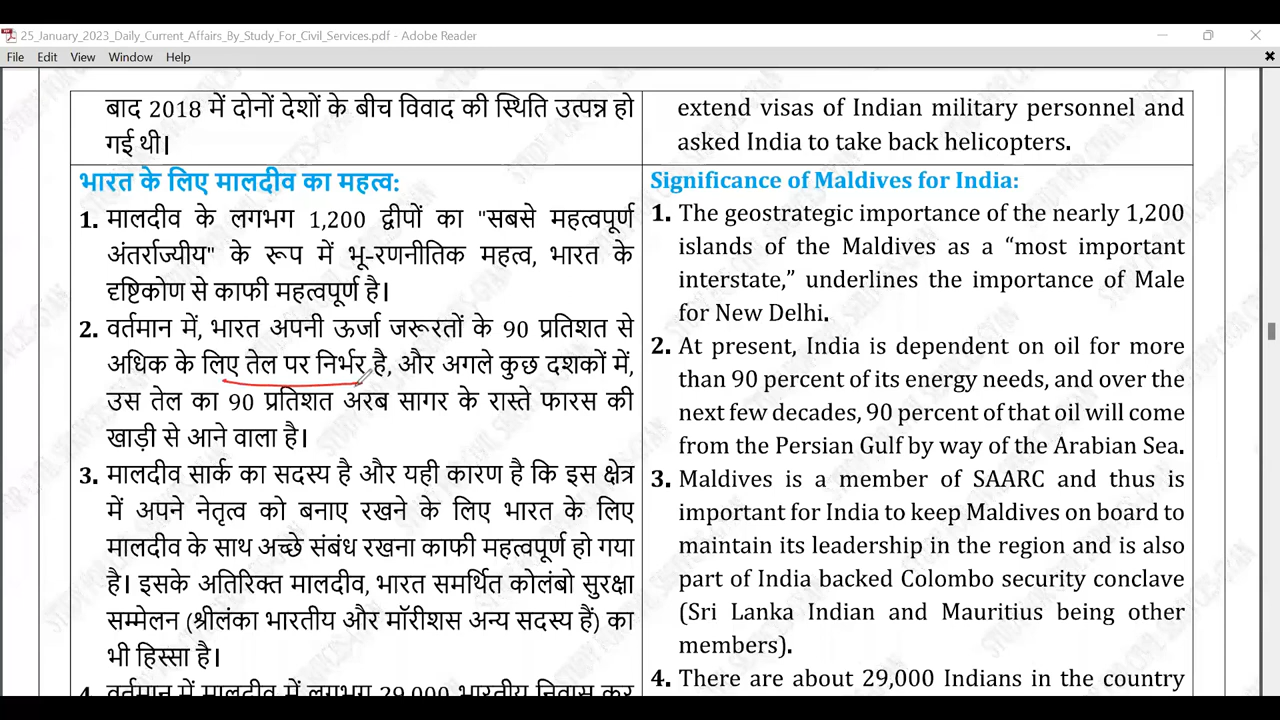 25_January_2023_Daily_Current_Affairs_By_Study_For_Civil_Services.pdf - Adobe Reader
File Edit View Window Help
बाद 2018 में दोनों देशों के बीच विवाद की स्थिति उत्पन्न हो
गई थी।
extend visas of Indian military personnel and
asked India to take back helicopters.
भारत के लिए मालदीव का महत्व:
1. मालदीव के लगभग 1,200 द्वीपों का "सबसे महत्वपूर्ण
अंतर्राज्यीय" के रूप में भू-रणनीतिक महत्व, भारत के
दृष्टिकोण से काफी महत्वपूर्ण है।
2. वर्तमान में, भारत अपनी ऊर्जा जरूरतों के 90 प्रतिशत से
अधिक के लिए तेल पर निर्भर है, और अगले कुछ दशकों में,
उस तेल का 90 प्रतिशत अरब सागर के रास्ते फारस की
खाड़ी से आने वाला है।
3. मालदीव सार्क का सदस्य है और यही कारण है कि इस क्षेत्र
में अपने नेतृत्व को बनाए रखने के लिए भारत के लिए
मालदीव के साथ अच्छे संबंध रखना काफी महत्वपूर्ण हो गया
है। इसके अतिरिक्त मालदीव, भारत समर्थित कोलंबो सुरक्षा
सम्मेलन (श्रीलंका भारतीय और मॉरीशस अन्य सदस्य हैं) का
भी हिस्सा है।
4. वर्तमान में मालदीव में लगभग 29,000 भारतीय निवास कर
Significance of Maldives for India:
1. The geostrategic importance of the nearly 1,200
islands of the Maldives as a “most important
interstate,” underlines the importance of Male
for New Delhi.
2. At present, India is dependent on oil for more
than 90 percent of its energy needs, and over the
next few decades, 90 percent of that oil will come
from the Persian Gulf by way of the Arabian Sea.
3. Maldives is a member of SAARC and thus is
important for India to keep Maldives on board to
maintain its leadership in the region and is also
part of India backed Colombo security conclave
(Sri Lanka Indian and Mauritius being other
members).
4. There are about 29,000 Indians in the country